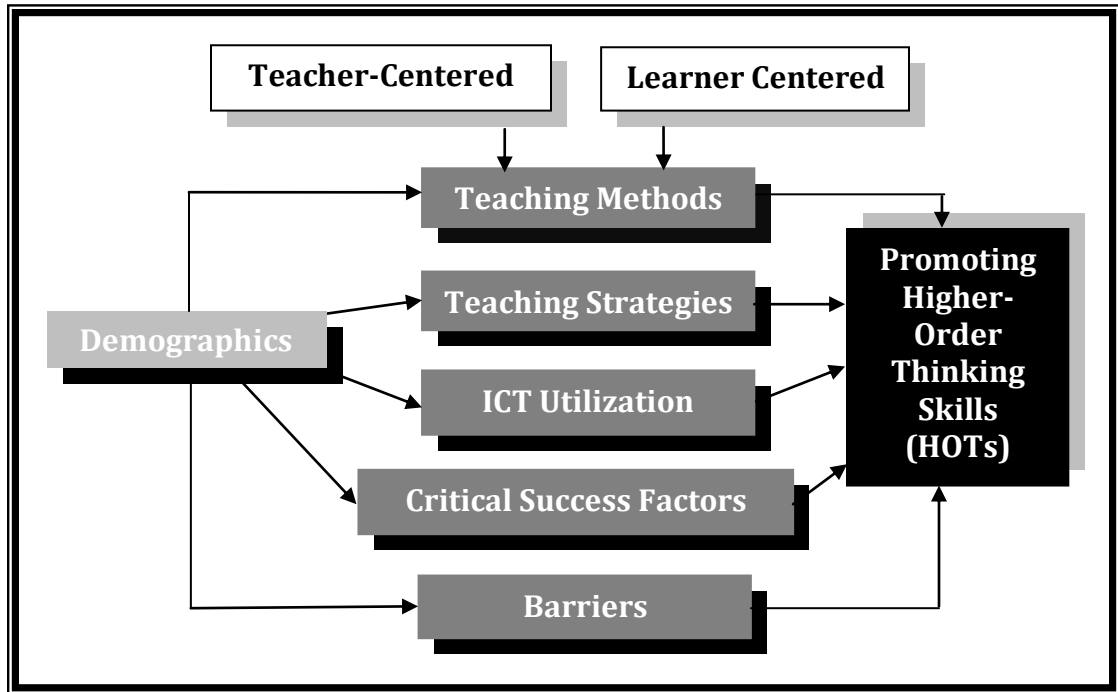 Teacher-Centered
Learner Centered
Teaching Methods
Teaching Strategies
Demographics
ICT Utilization
Critical Success Factors
Barriers
Promoting
Higher-
Order
Thinking
Skills
(HOTs)